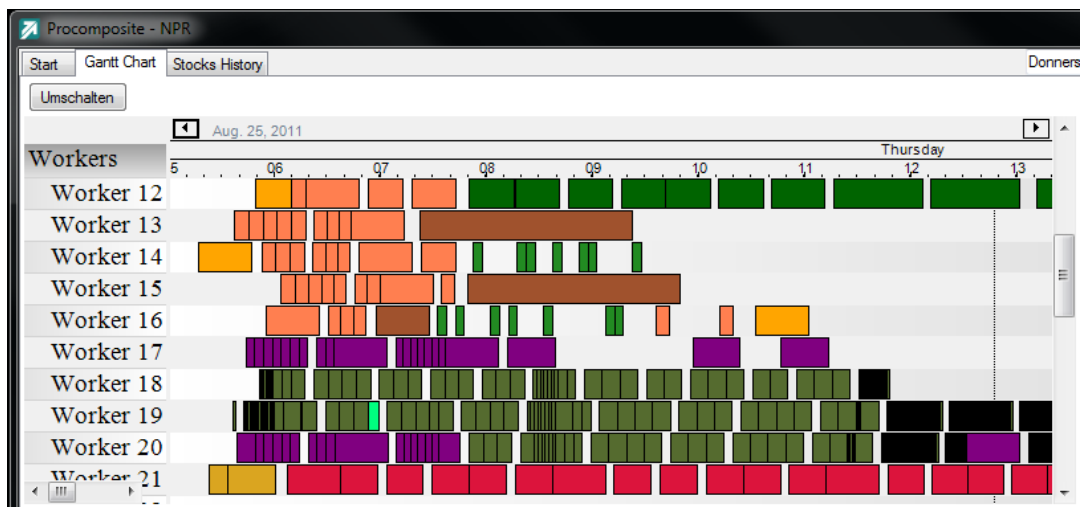 Procomposite - NPR
Start Gantt Chart Stocks History Donners
Umschalten
Aug. 25, 2011
Thursday
Workers
5 06 07 08 09 10 11 12 13
Worker 12
Worker 13
Worker 14
Worker 15
Worker 16
Worker 17
Worker 18
Worker 19
Worker 20
Worker 21